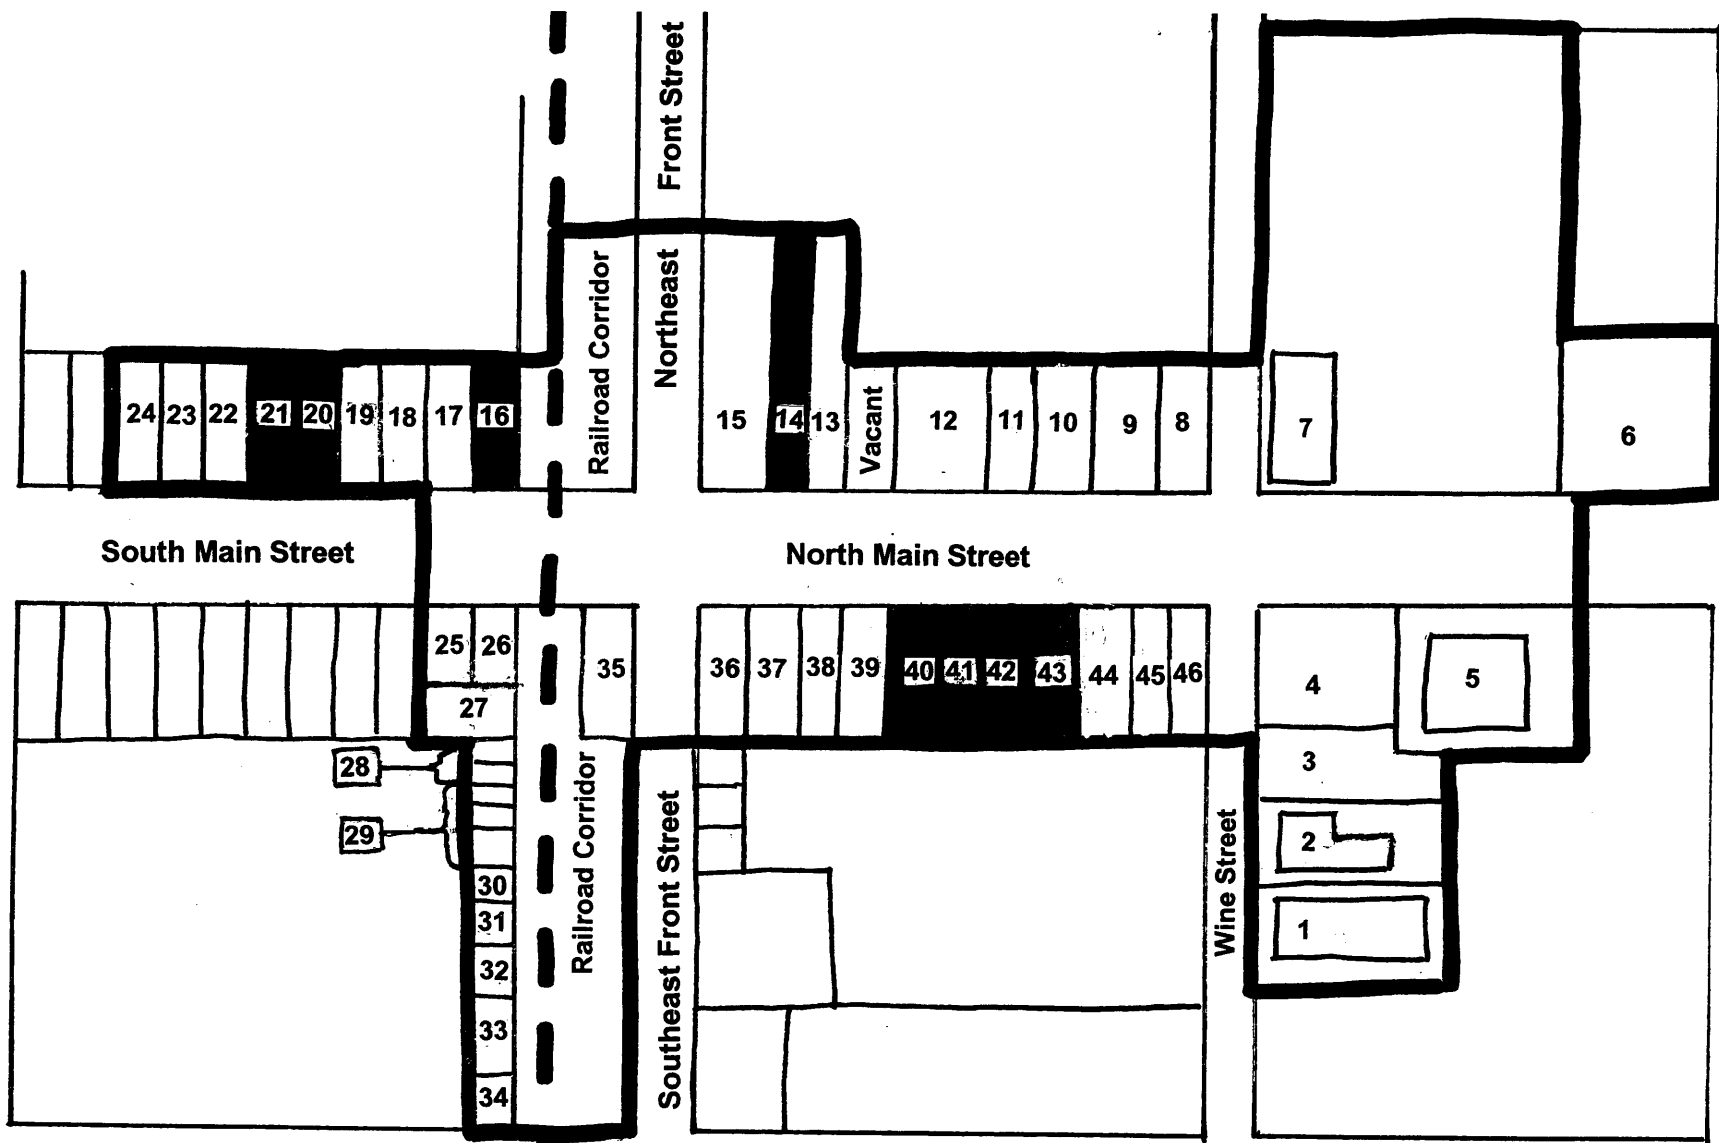 Front Street
Northeast
Railroad Corridor
24 23 22 21 20 19 18 17 16
15 14 13 Vacant 12 11 10 9 8
7
6
South Main Street
North Main Street
25 26
27
28
29
30
31
32
33
34
35
Railroad Corridor
Southeast Front Street
36 37 38 39 40 41 42 43 44 45 46
Wine Street
4
5
3
2
1